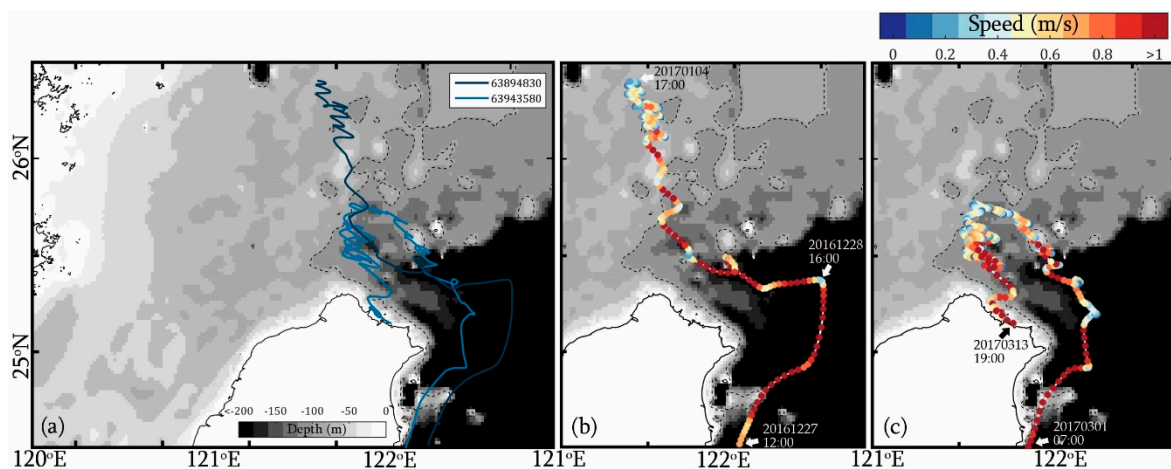 Speed (m/s)
0 0.2 0.4 0.6 0.8 >1
63894830
63943580
20170104
17:00
26°N
25°N
20161228
16:00
20170313
19:00
<-200 -150 -100 -50 0
Depth (m)
(a)
(b)
20161227
12:00
(c)
20170301
07:00
120°E 121°E 122°E 121°E 122°E 121°E 122°E